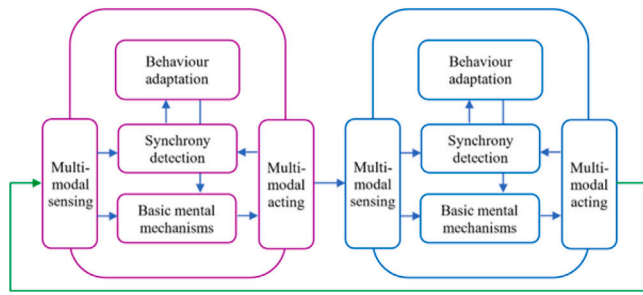 Behaviour
adaptation
Multi-
modal
sensing
Synchrony
detection
Basic mental
mechanisms
Multi-
modal
acting
Behaviour
adaptation
Multi-
modal
sensing
Synchrony
detection
Basic mental
mechanisms
Multi-
modal
acting